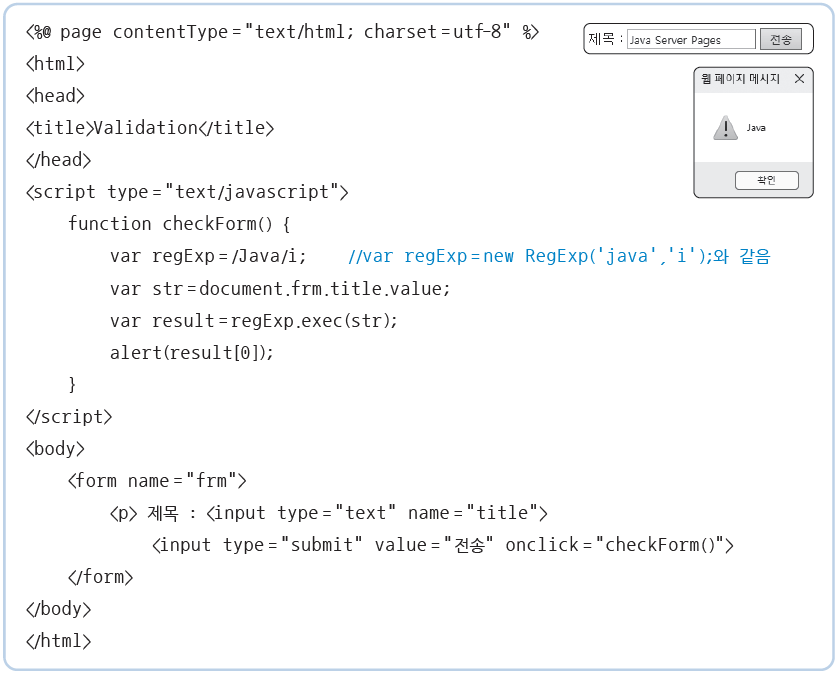 <%@ page contentType="text/html; charset=utf-8" %>
<html>
<head>
<title>Validation</title>
</head>
<script type="text/javascript">
function checkForm() {
var regExp=/Java/i; //var regExp=new RegExp('java','i');와 같음
var str=document.frm.title.value;
var result=regExp.exec(str);
alert(result[0]);
}
</script>
<body>
<form name="frm">
<p> 제목 : <input type="text" name="title">
<input type="submit" value="전송" onclick="checkForm()">
</form>
</body>
</html>
제목 : Java Server Pages 전송
웹 페이지 메시지 ×
Java
확인